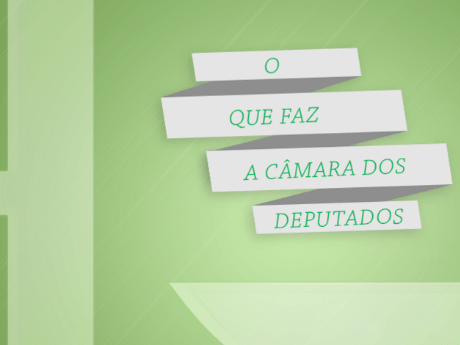 O
QUE FAZ
A CÂMARA DOS
DEPUTADOS